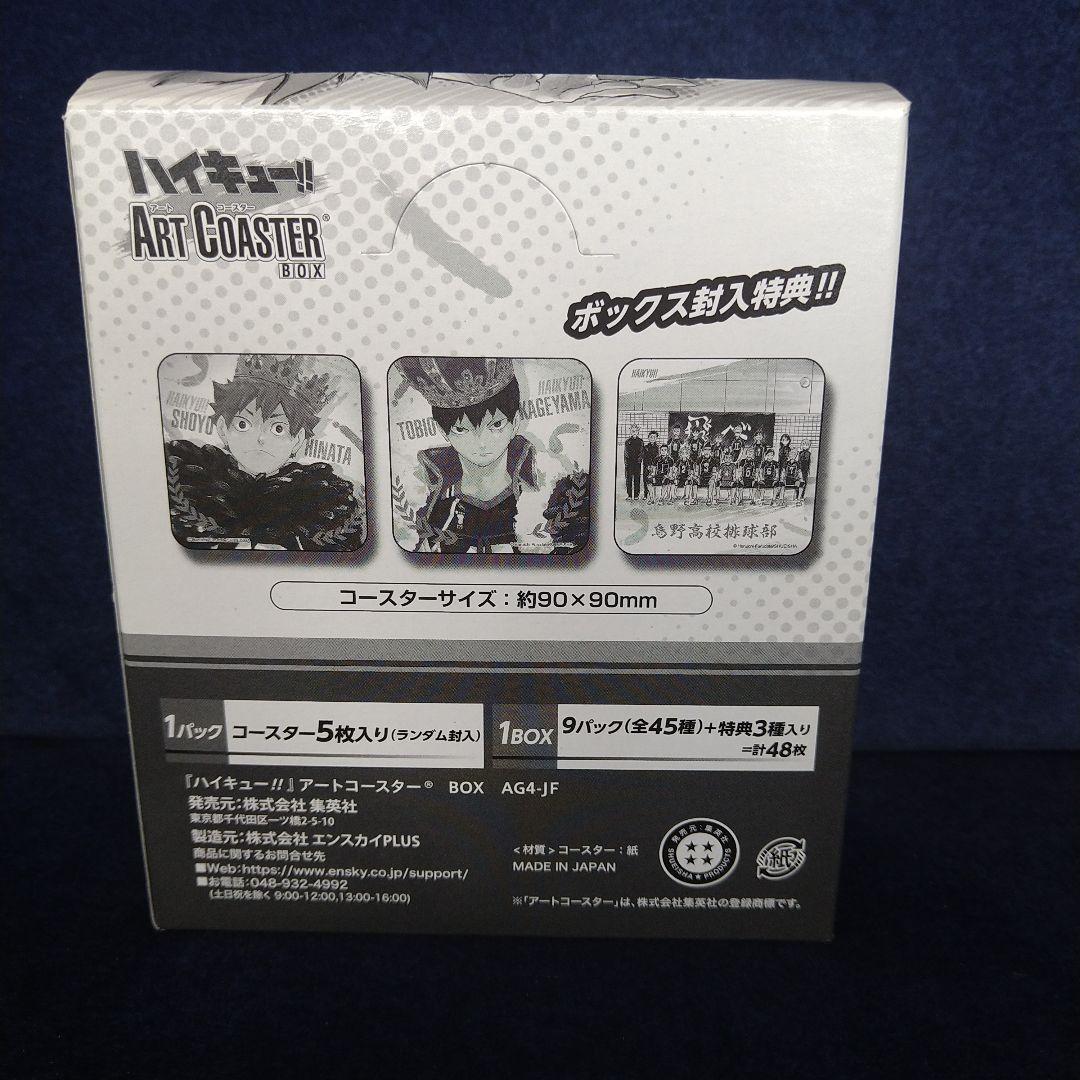 ハイキュー!!
アート コースター
ART COASTER®
BOX
ボックス封入特典!!
HAIKYU!!
SHOYO
HINATA
HAIKYU!!
TOBIO
KAGEYAMA
HAIKYU!!
飛べ
烏野高校排球部
コースターサイズ：約90×90mm
1パック コースター5枚入り(ランダム封入)
1BOX 9パック(全45種)+特典3種入り
=計48枚
『ハイキュー!!』アートコースター® BOX AG4-JF
発売元：株式会社 集英社
東京都千代田区一ツ橋2-5-10
製造元：株式会社 エンスカイPLUS
商品に関するお問合せ先
■Web：https://www.ensky.co.jp/support/
■お電話：048-932-4992
(土日祝を除く 9:00-12:00,13:00-16:00)
<材質>コースター：紙
MADE IN JAPAN
発売元：集英社
SHUEISHA★PRODUCTS
紙
※「アートコースター」は、株式会社集英社の登録商標です。